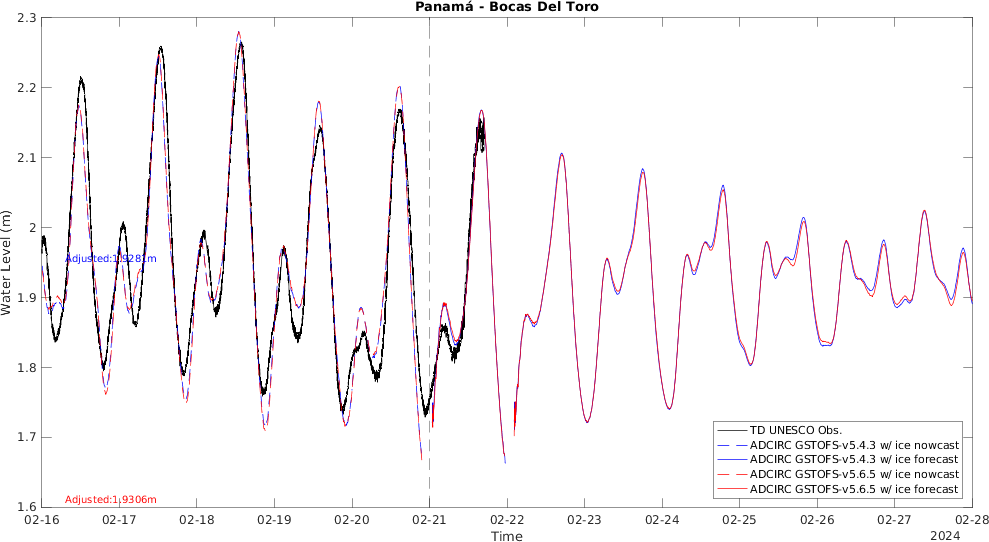 Panamá - Bocas Del Toro
2.3
2.2
2.1
2
1.9
1.8
1.7
1.6
Water Level (m)
Adjusted:1.9281m
Adjusted:1.9306m
TD UNESCO Obs.
ADCIRC GSTOFS-v5.4.3 w/ ice nowcast
ADCIRC GSTOFS-v5.4.3 w/ ice forecast
ADCIRC GSTOFS-v5.6.5 w/ ice nowcast
ADCIRC GSTOFS-v5.6.5 w/ ice forecast
02-16 02-17 02-18 02-19 02-20 02-21 02-22 02-23 02-24 02-25 02-26 02-27 02-28
Time
2024